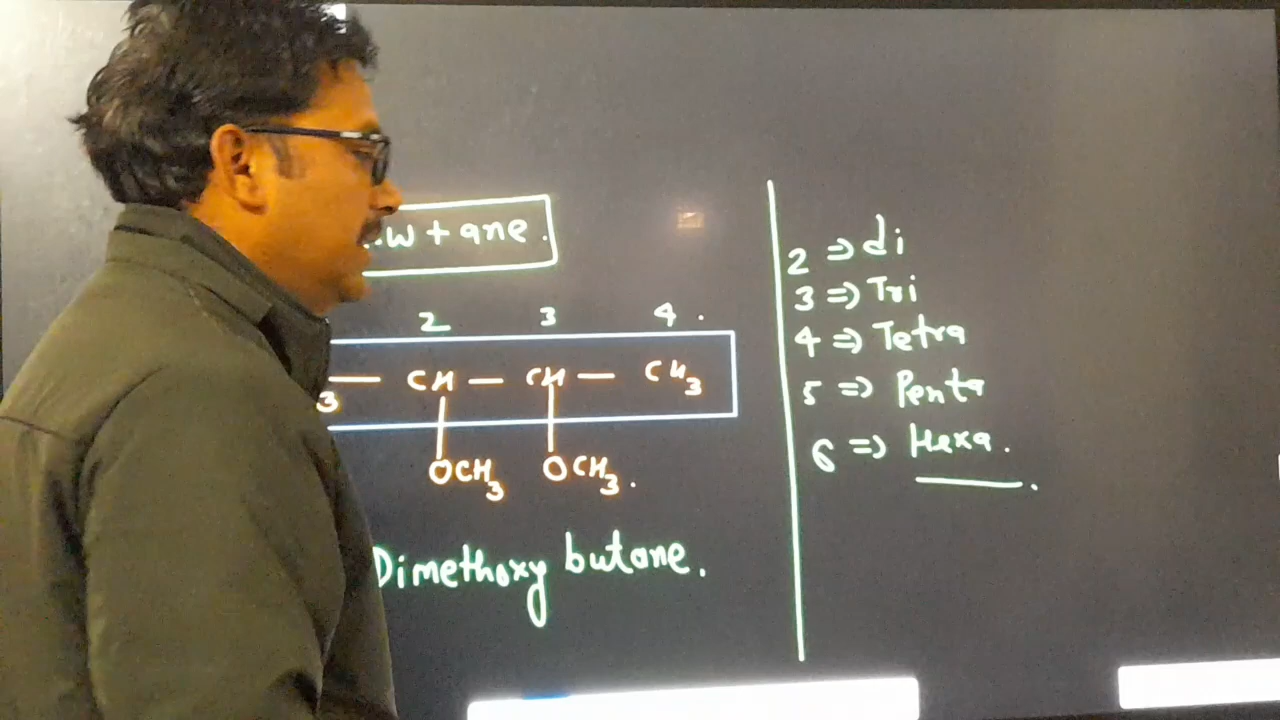 w + ane.
2 3 4.
3 — CH — CH — CH3
OCH3 OCH3.
Dimethoxy butane.
2 => di
3 => Tri
4 => Tetra
5 => Penta
6 => Hexa.